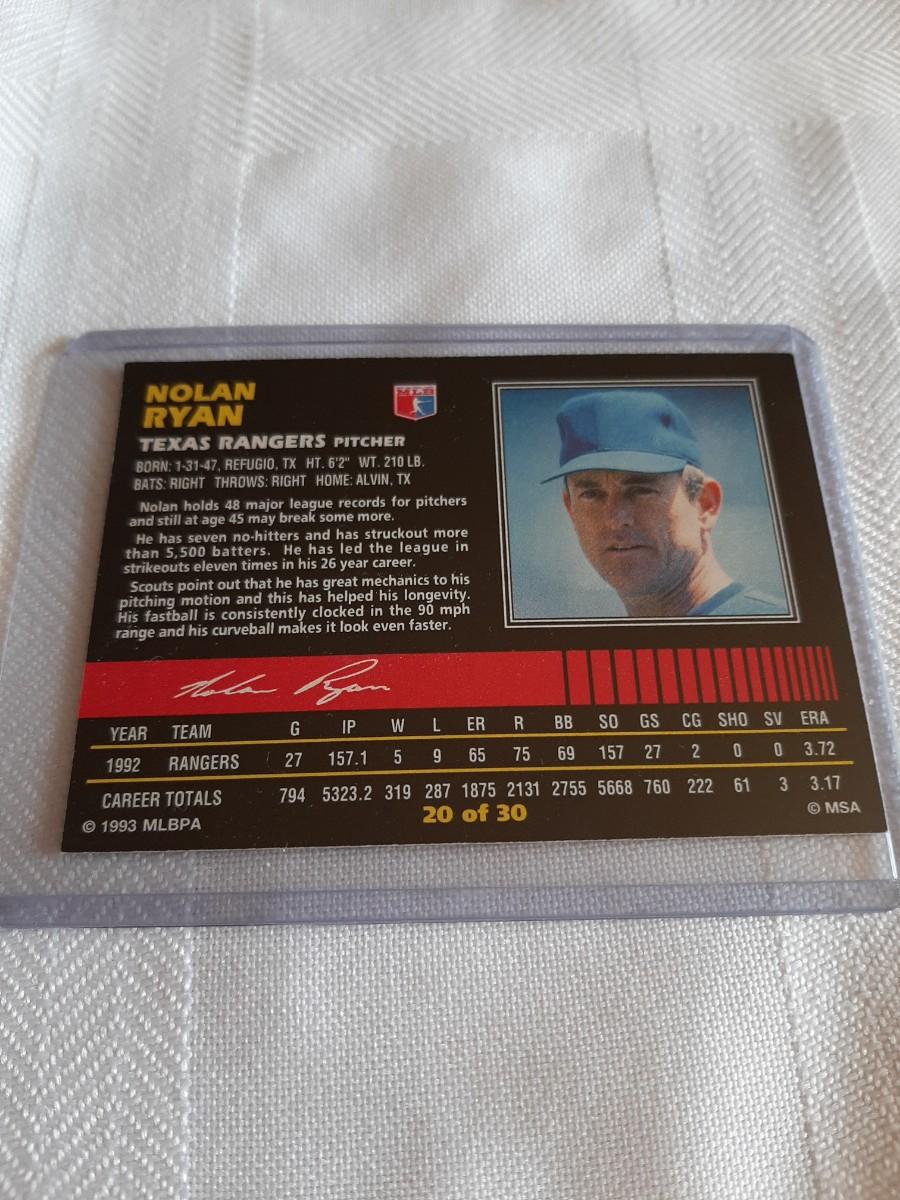 NOLAN
RYAN
MLB
TEXAS RANGERS PITCHER
BORN: 1-31-47, REFUGIO, TX HT. 6'2" WT. 210 LB.
BATS: RIGHT THROWS: RIGHT HOME: ALVIN, TX
Nolan holds 48 major league records for pitchers
and still at age 45 may break some more.
He has seven no-hitters and has struckout more
than 5,500 batters. He has led the league in
strikeouts eleven times in his 26 year career.
Scouts point out that he has great mechanics to his
pitching motion and this has helped his longevity.
His fastball is consistently clocked in the 90 mph
range and his curveball makes it look even faster.
Nolan Ryan
YEAR TEAM G IP W L ER R BB SO GS CG SHO SV ERA
1992 RANGERS 27 157.1 5 9 65 75 69 157 27 2 0 0 3.72
CAREER TOTALS 794 5323.2 319 287 1875 2131 2755 5668 760 222 61 3 3.17
© 1993 MLBPA 20 of 30 © MSA